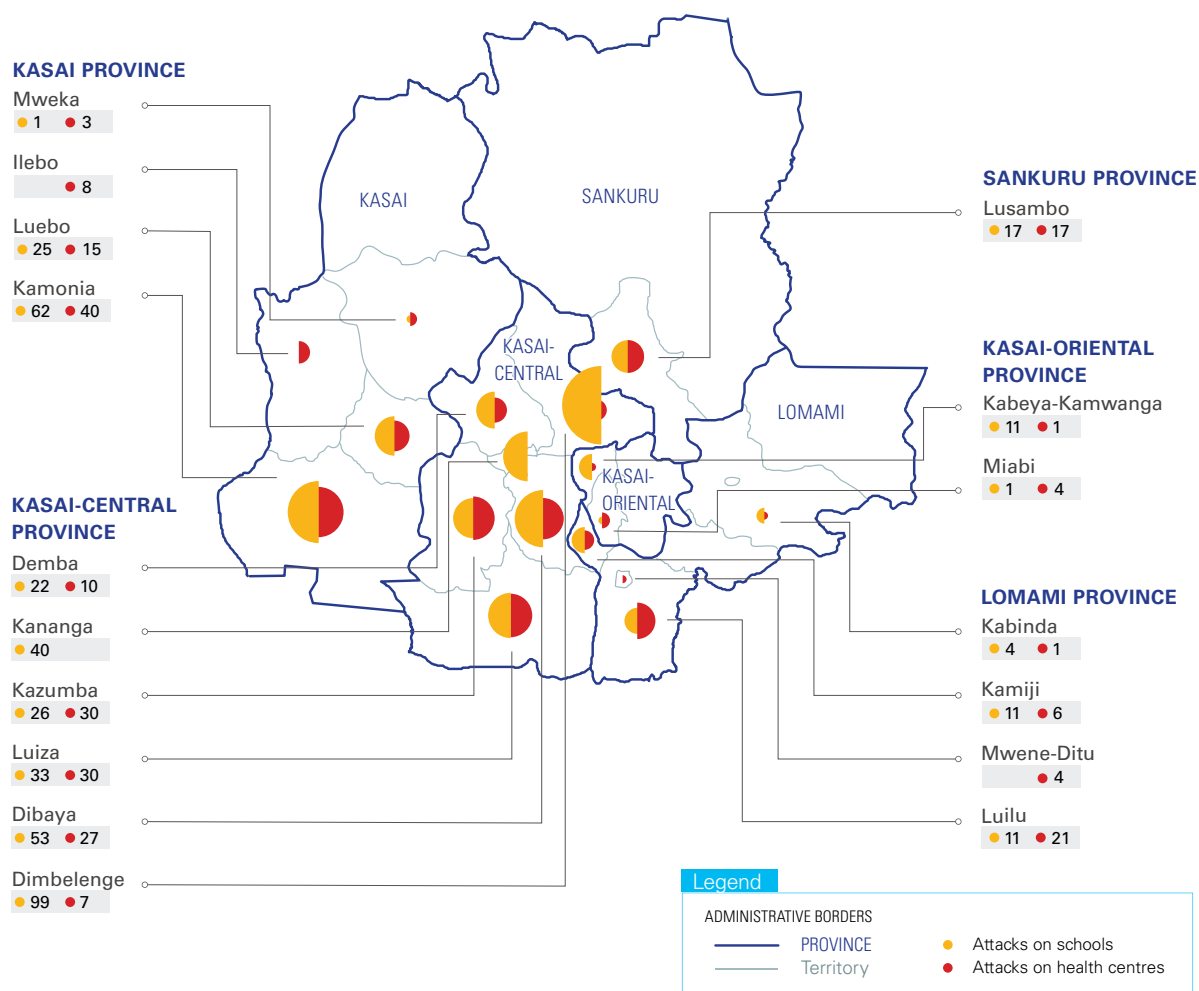 KASAI PROVINCE
Mweka
1 3
Ilebo
8
Luebo
25 15
Kamonia
62 40
KASAI-CENTRAL
PROVINCE
Demba
22 10
Kananga
40
Kazumba
26 30
Luiza
33 30
Dibaya
53 27
Dimbelenge
99 7
KASAI
SANKURU
KASAI-
CENTRAL
LOMAMI
KASAI-
ORIENTAL
SANKURU PROVINCE
Lusambo
17 17
KASAI-ORIENTAL
PROVINCE
Kabeya-Kamwanga
11 1
Miabi
1 4
LOMAMI PROVINCE
Kabinda
4 1
Kamiji
11 6
Mwene-Ditu
4
Luilu
11 21
Legend
ADMINISTRATIVE BORDERS
PROVINCE
Territory
Attacks on schools
Attacks on health centres